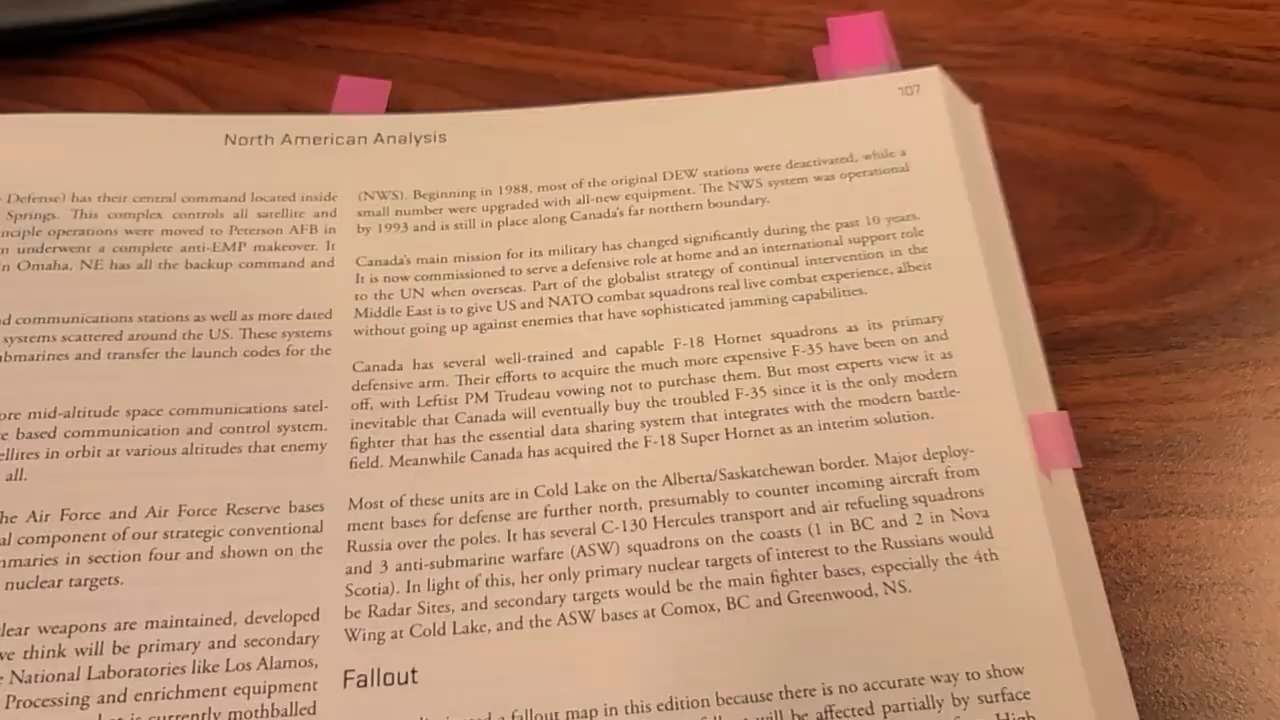 107
North American Analysis
Defense) has their central command located inside
Springs. This complex controls all satellite and
nciple operations were moved to Peterson AFB in
n underwent a complete anti-EMP makeover. It
n Omaha, NE has all the backup command and
d communications stations as well as more dated
systems scattered around the US. These systems
bmarines and transfer the launch codes for the
ore mid-altitude space communications satel-
e based communication and control system.
ellites in orbit at various altitudes that enemy
all.
he Air Force and Air Force Reserve bases
al component of our strategic conventional
mmaries in section four and shown on the
nuclear targets.
lear weapons are maintained, developed
we think will be primary and secondary
National Laboratories like Los Alamos,
Processing and enrichment equipment
is currently mothballed
(NWS). Beginning in 1988, most of the original DEW stations were deactivated, while a
small number were upgraded with all-new equipment. The NWS system was operational
by 1993 and is still in place along Canada's far northern boundary.
Canada's main mission for its military has changed significantly during the past 10 years.
It is now commissioned to serve a defensive role at home and an international support role
to the UN when overseas. Part of the globalist strategy of continual intervention in the
Middle East is to give US and NATO combat squadrons real live combat experience, albeit
without going up against enemies that have sophisticated jamming capabilities.
Canada has several well-trained and capable F-18 Hornet squadrons as its primary
defensive arm. Their efforts to acquire the much more expensive F-35 have been on and
off, with Leftist PM Trudeau vowing not to purchase them. But most experts view it as
inevitable that Canada will eventually buy the troubled F-35 since it is the only modern
fighter that has the essential data sharing system that integrates with the modern battle-
field. Meanwhile Canada has acquired the F-18 Super Hornet as an interim solution.
Most of these units are in Cold Lake on the Alberta/Saskatchewan border. Major deploy-
ment bases for defense are further north, presumably to counter incoming aircraft from
Russia over the poles. It has several C-130 Hercules transport and air refueling squadrons
and 3 anti-submarine warfare (ASW) squadrons on the coasts (1 in BC and 2 in Nova
Scotia). In light of this, her only primary nuclear targets of interest to the Russians would
be Radar Sites, and secondary targets would be the main fighter bases, especially the 4th
Wing at Cold Lake, and the ASW bases at Comox, BC and Greenwood, NS.
Fallout
a fallout map in this edition because there is no accurate way to show
will be affected partially by surface
High